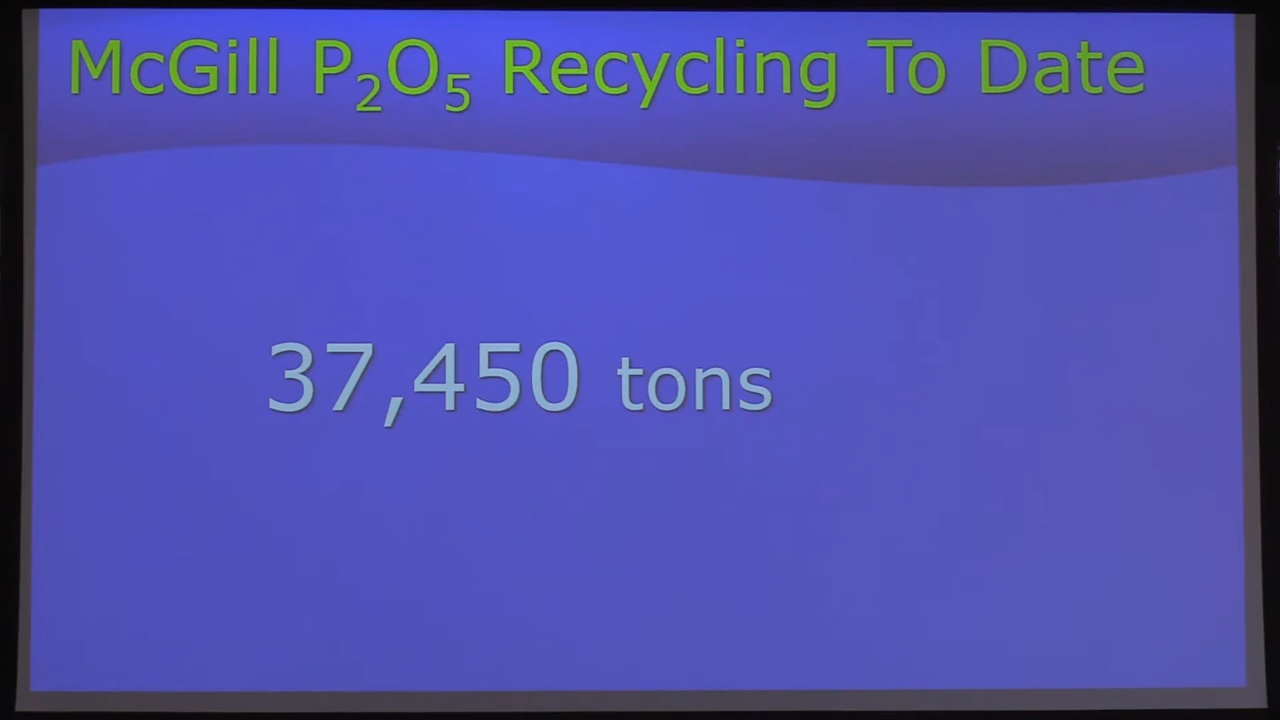 McGill P₂O₅ Recycling To Date
37,450 tons